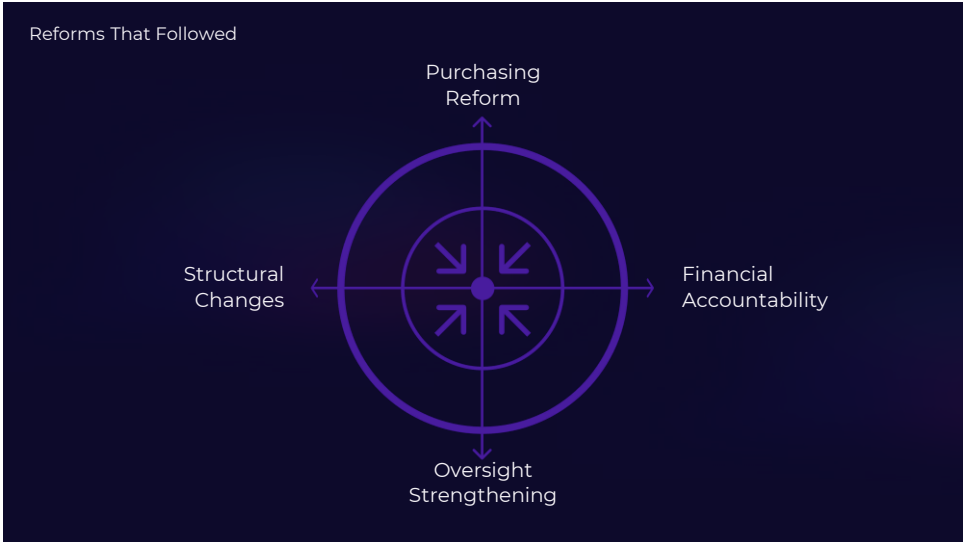 Reforms That Followed
Purchasing
Reform
Structural
Changes
Financial
Accountability
Oversight
Strengthening